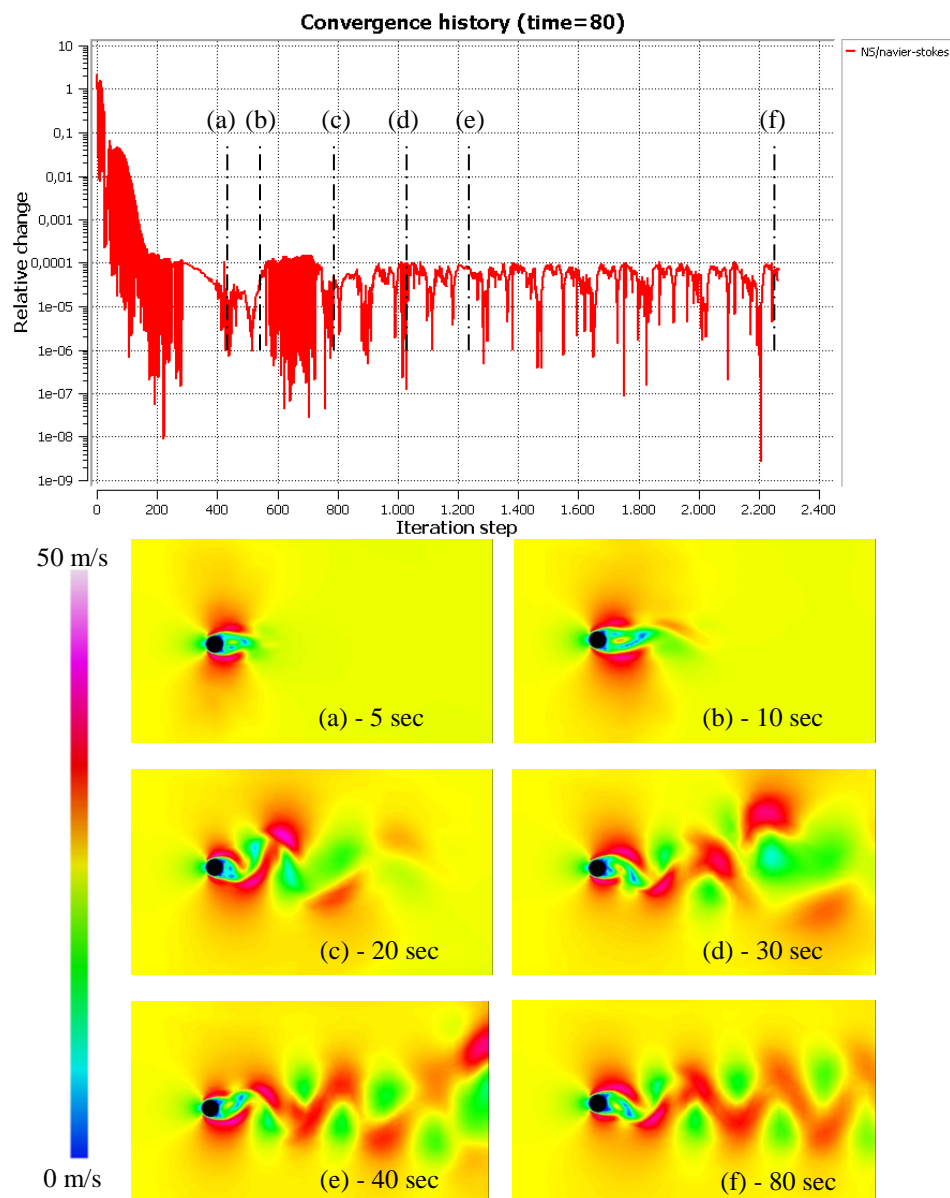 Convergence history (time=80)
10
1
0,1
0,01
0,001
0,0001
1e-05
1e-06
1e-07
1e-08
1e-09
Relative change
(a) (b) (c) (d) (e) (f)
NS/navier-stokes
0 200 400 600 800 1.000 1.200 1.400 1.600 1.800 2.000 2.200 2.400
Iteration step
50 m/s
0 m/s
(a) - 5 sec
(b) - 10 sec
(c) - 20 sec
(d) - 30 sec
(e) - 40 sec
(f) - 80 sec